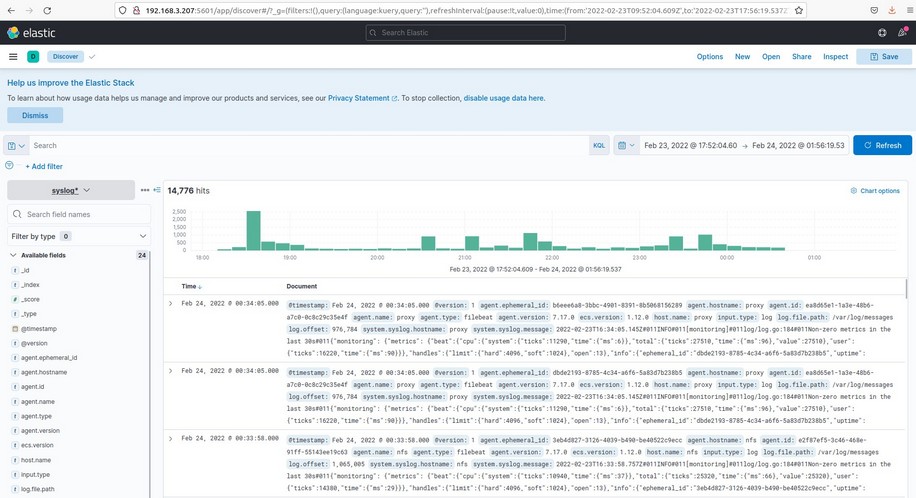 192.168.3.207:5601/app/discover#/?_g=(filters:!(),query:(language:kuery,query:''),refreshInterval:(pause:!t,value:0),time:(from:'2022-02-23T09:52:04.609Z',to:'2022-02-23T17:56:19.537Z
elastic
Search Elastic
D
Discover
Options
New
Open
Share
Inspect
Save
Help us improve the Elastic Stack
To learn about how usage data helps us manage and improve our products and services, see our Privacy Statement. To stop collection, disable usage data here.
Dismiss
Search
KQL
Feb 23, 2022 @ 17:52:04.60 → Feb 24, 2022 @ 01:56:19.53
Refresh
+ Add filter
syslog*
Search field names
Filter by type 0
Available fields 24
t _id
t _index
# _score
t _type
@timestamp
t @version
t agent.ephemeral_id
t agent.hostname
t agent.id
t agent.name
t agent.type
t agent.version
t ecs.version
t host.name
t input.type
t log.file.path
14,776 hits
Chart options
2,500
2,000
1,500
1,000
500
0
18:00 19:00 20:00 21:00 22:00 23:00 00:00 01:00
Feb 23, 2022 @ 17:52:04.609 - Feb 24, 2022 @ 01:56:19.537
Time Document
Feb 24, 2022 @ 00:34:05.000
@timestamp: Feb 24, 2022 @ 00:34:05.000 @version: 1 agent.ephemeral_id: b6eee6a8-3bbc-4901-8391-8b5068156289 agent.hostname: proxy agent.id: ea8d65e1-1a3e-48b6-
a7c0-0c8c29c35e4f agent.name: proxy agent.type: filebeat agent.version: 7.17.0 ecs.version: 1.12.0 host.name: proxy input.type: log log.file.path: /var/log/messages
log.offset: 976,784 system.syslog.hostname: proxy system.syslog.message: 2022-02-23T16:34:05.145Z#011INFO#011[monitoring]#011log/log.go:184#011Non-zero metrics in the
last 30s#011{"monitoring": {"metrics": {"beat":{"cpu":{"system":{"ticks":11290,"time":{"ms":6}},"total":{"ticks":27510,"time":{"ms":96},"value":27510},"user":
{"ticks":16220,"time":{"ms":90}}},"handles":{"limit":{"hard":4096,"soft":1024},"open":13},"info":{"ephemeral_id":"dbde2193-8785-4c34-a6f6-5a83d7b238b5","uptime":
Feb 24, 2022 @ 00:34:05.000
@timestamp: Feb 24, 2022 @ 00:34:05.000 @version: 1 agent.ephemeral_id: dbde2193-8785-4c34-a6f6-5a83d7b238b5 agent.hostname: proxy agent.id: ea8d65e1-1a3e-48b6-
a7c0-0c8c29c35e4f agent.name: proxy agent.type: filebeat agent.version: 7.17.0 ecs.version: 1.12.0 host.name: proxy input.type: log log.file.path: /var/log/messages
log.offset: 976,784 system.syslog.hostname: proxy system.syslog.message: 2022-02-23T16:34:05.145Z#011INFO#011[monitoring]#011log/log.go:184#011Non-zero metrics in the
last 30s#011{"monitoring": {"metrics": {"beat":{"cpu":{"system":{"ticks":11290,"time":{"ms":6}},"total":{"ticks":27510,"time":{"ms":96},"value":27510},"user":
{"ticks":16220,"time":{"ms":90}}},"handles":{"limit":{"hard":4096,"soft":1024},"open":13},"info":{"ephemeral_id":"dbde2193-8785-4c34-a6f6-5a83d7b238b5","uptime":
Feb 24, 2022 @ 00:33:58.000
@timestamp: Feb 24, 2022 @ 00:33:58.000 @version: 1 agent.ephemeral_id: 3eb4d827-3126-4039-b490-be40522c9ecc agent.hostname: nfs agent.id: e2f87ef5-3c46-468e-
91ff-55143ee19c63 agent.name: nfs agent.type: filebeat agent.version: 7.17.0 ecs.version: 1.12.0 host.name: nfs input.type: log log.file.path: /var/log/messages
log.offset: 1,065,005 system.syslog.hostname: nfs system.syslog.message: 2022-02-23T16:33:58.757Z#011INFO#011[monitoring]#011log/log.go:184#011Non-zero metrics in the
last 30s#011{"monitoring": {"metrics": {"beat":{"cpu":{"system":{"ticks":10940,"time":{"ms":37}},"total":{"ticks":25320,"time":{"ms":66},"value":25320},"user":
{"ticks":14380,"time":{"ms":29}}},"handles":{"limit":{"hard":4096,"soft":1024},"open":13},"info":{"ephemeral_id":"3eb4d827-3126-4039-b490-be40522c9ecc","uptime":